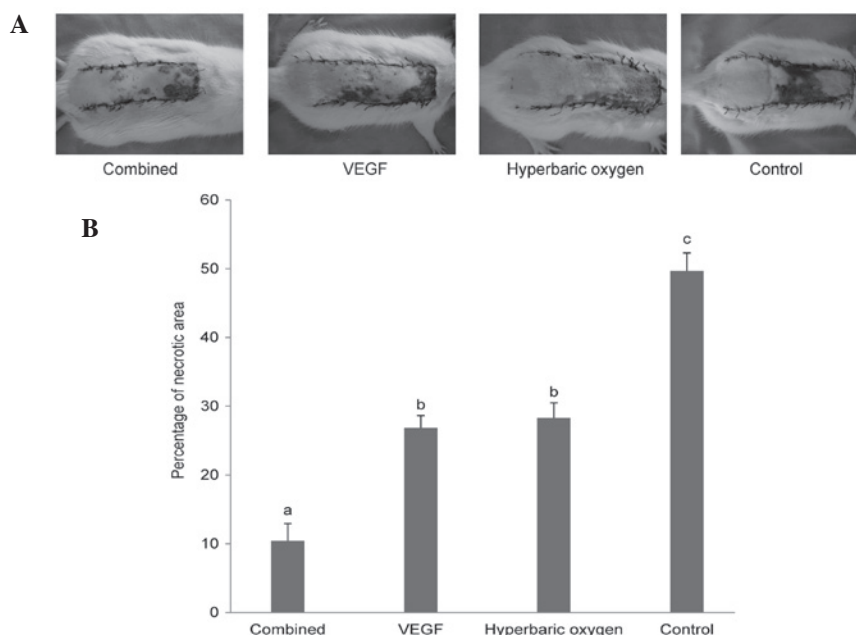 A
Combined VEGF Hyperbaric oxygen Control
B
Percentage of necrotic area
60
50
40
30
20
10
0
a
b
b
c
Combined VEGF Hyperbaric oxygen Control